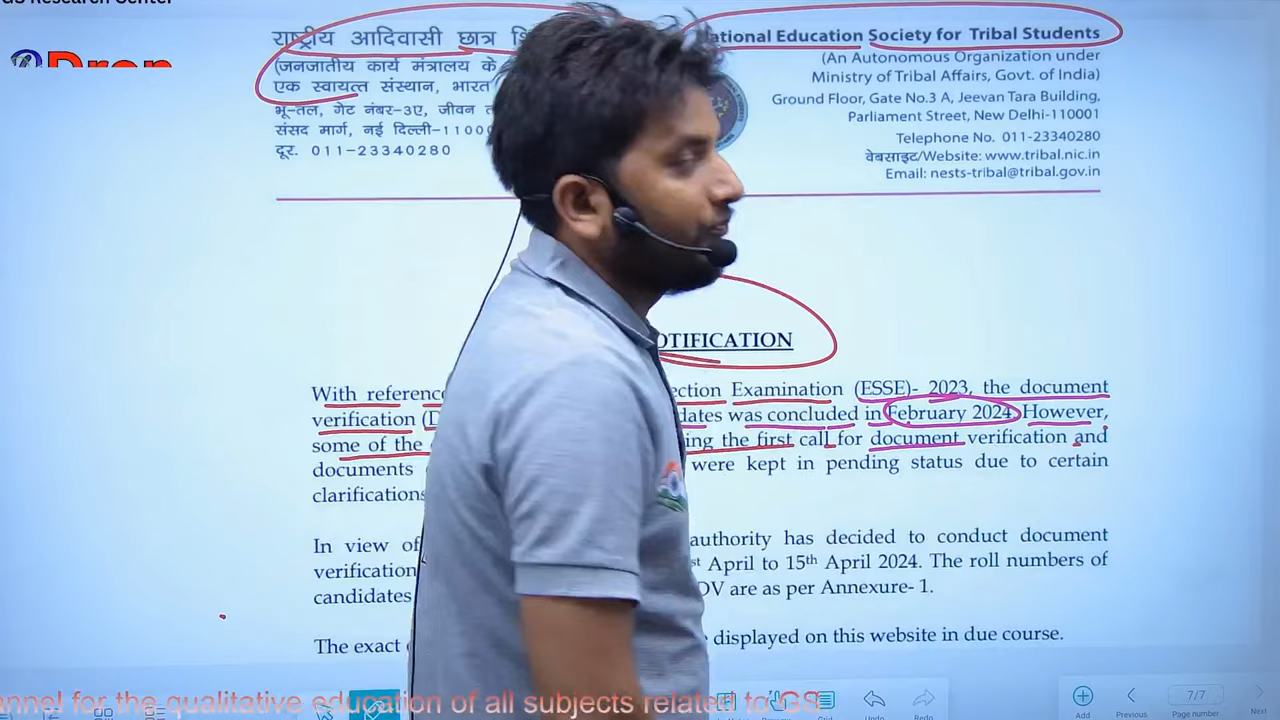 GS Research Center
Drop
राष्ट्रीय आदिवासी छात्र
National Education Society for Tribal Students
(जनजातीय कार्य मंत्रालय के
(An Autonomous Organization under
एक स्वायत्त संस्थान, भारत
Ministry of Tribal Affairs, Govt. of India)
भू-तल, गेट नंबर-3ए, जीवन
Ground Floor, Gate No.3 A, Jeevan Tara Building,
संसद मार्ग, नई दिल्ली-1100
Parliament Street, New Delhi-110001
दूर. 011-23340280
Telephone No. 011-23340280
वेबसाइट/Website: www.tribal.nic.in
Email: nests-tribal@tribal.gov.in
OTIFICATION
With referenc ection Examination (ESSE)- 2023, the document
verification (D dates was concluded in February 2024. However,
some of the ing the first call for document verification and
documents were kept in pending status due to certain
clarifications
In view of authority has decided to conduct document
verification st April to 15th April 2024. The roll numbers of
candidates DV are as per Annexure- 1.
The exact displayed on this website in due course.
annel for the qualitative education of all subjects related to GS
Undo Redo Add Previous 7/7 Page number Next